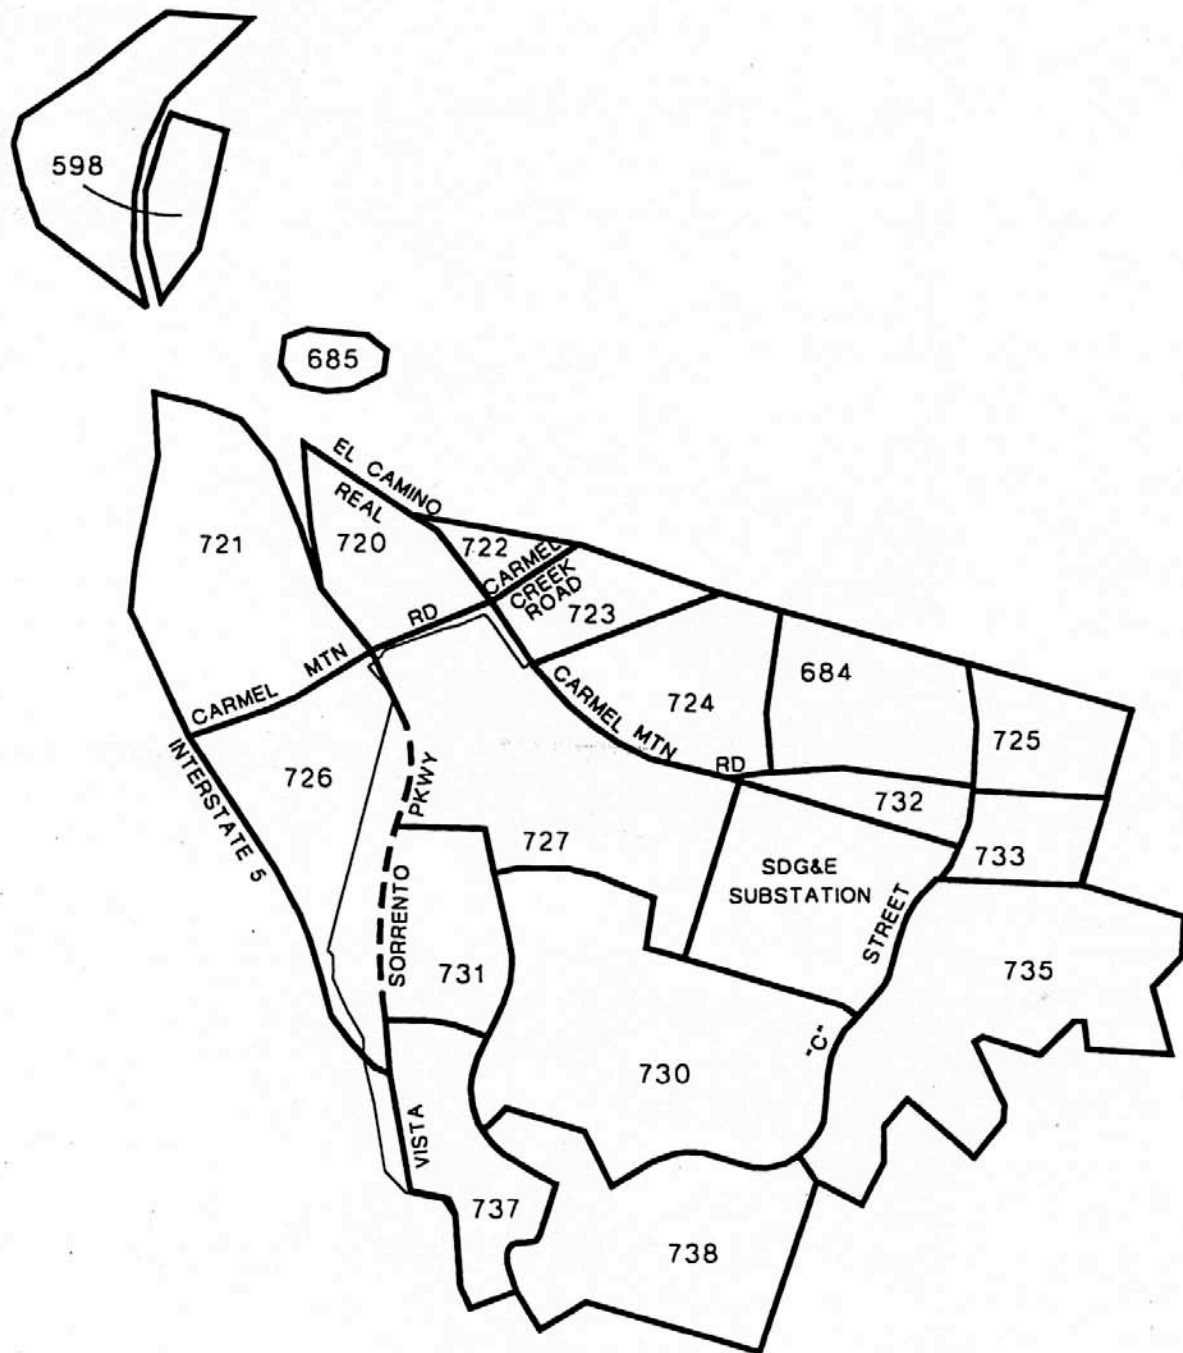 598
685
EL CAMINO
REAL
721
720
722
CARMEL
CREEK
ROAD
723
RD
MTN
CARMEL
684
724
CARMEL MTN
RD
725
INTERSTATE 5
726
PKWY
732
727
733
SDG&E
SUBSTATION
STREET
SORRENTO
731
735
"C"
730
VISTA
737
738